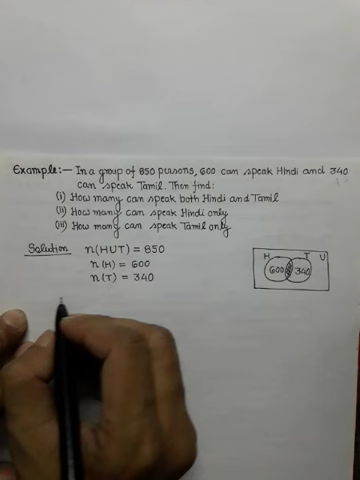 Example:— In a group of 850 persons, 600 can speak Hindi and 340
can speak Tamil. Then find:
(i) How many can speak both Hindi and Tamil
(ii) How many can speak Hindi only
(iii) How many can speak Tamil only
Solution n(HUT) = 850
n(H) = 600
n(T) = 340
H T U
600 340